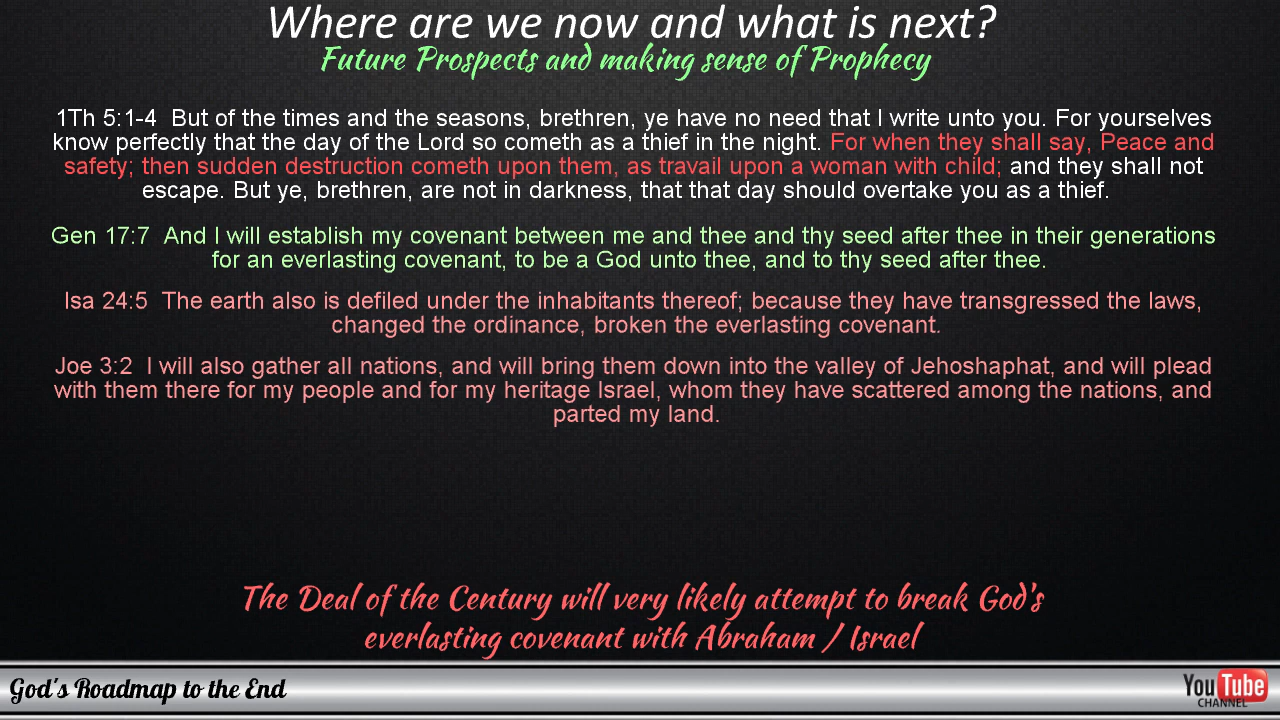 Where are we now and what is next?
Future Prospects and making sense of Prophecy
1Th 5:1-4  But of the times and the seasons, brethren, ye have no need that I write unto you. For yourselves
know perfectly that the day of the Lord so cometh as a thief in the night. For when they shall say, Peace and
safety; then sudden destruction cometh upon them, as travail upon a woman with child; and they shall not
escape. But ye, brethren, are not in darkness, that that day should overtake you as a thief.
Gen 17:7  And I will establish my covenant between me and thee and thy seed after thee in their generations
for an everlasting covenant, to be a God unto thee, and to thy seed after thee.
Isa 24:5  The earth also is defiled under the inhabitants thereof; because they have transgressed the laws,
changed the ordinance, broken the everlasting covenant.
Joe 3:2  I will also gather all nations, and will bring them down into the valley of Jehoshaphat, and will plead
with them there for my people and for my heritage Israel, whom they have scattered among the nations, and
parted my land.
The Deal of the Century will very likely attempt to break God's
everlasting covenant with Abraham / Israel
God's Roadmap to the End
YouTube
CHANNEL